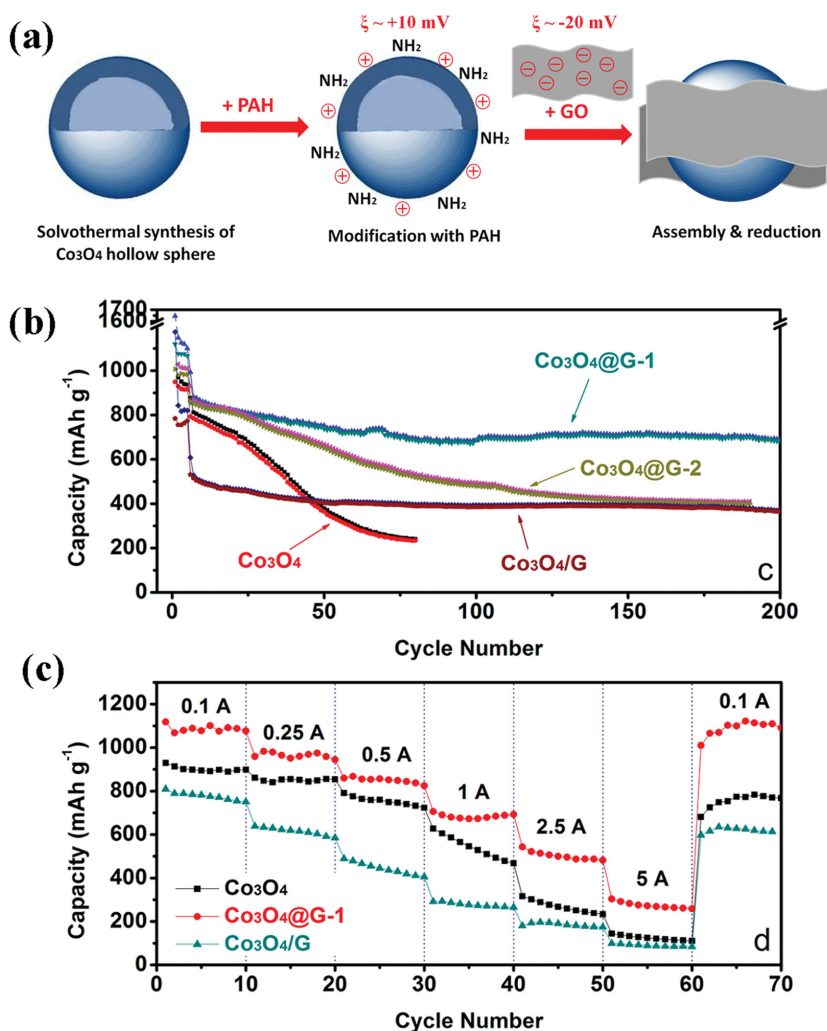 (a)
ξ ~ +10 mV
ξ ~ -20 mV
NH2
NH2
NH2
NH2
NH2
NH2
NH2
NH2
NH2
+ PAH
+ GO
Solvothermal synthesis of
Co3O4 hollow sphere
Modification with PAH
Assembly & reduction
(b)
1700
1600
1000
800
600
400
200
0
Capacity (mAh g-1)
Co3O4@G-1
Co3O4@G-2
Co3O4
Co3O4/G
c
0
50
100
150
200
Cycle Number
(c)
1200
1000
800
600
400
200
0
Capacity (mAh g-1)
0.1 A
0.25 A
0.5 A
1 A
2.5 A
5 A
0.1 A
Co3O4
Co3O4@G-1
Co3O4/G
d
0 10 20 30 40 50 60 70
Cycle Number